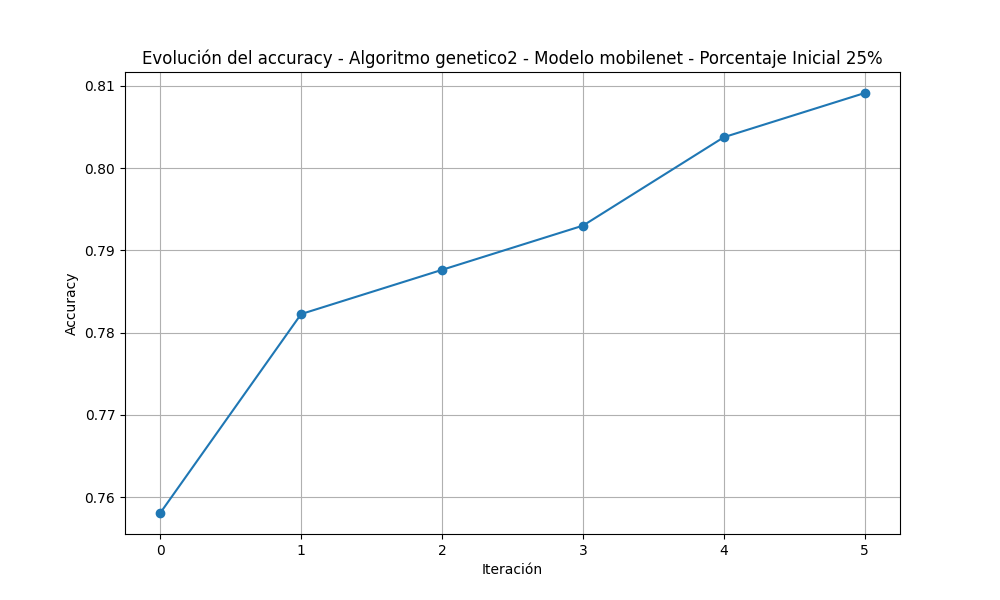 Evolución del accuracy - Algoritmo genetico2 - Modelo mobilenet - Porcentaje Inicial 25%
0.81
0.80
0.79
0.78
0.77
0.76
Accuracy
0 1 2 3 4 5
Iteración